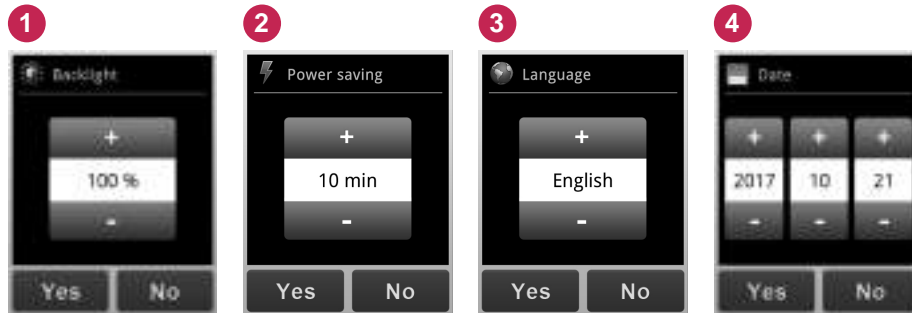 1
Backlight
+
100 %
-
Yes No
2
Power saving
+
10 min
-
Yes No
3
Language
+
English
-
Yes No
4
Date
+ + +
2017 10 21
- - -
Yes No